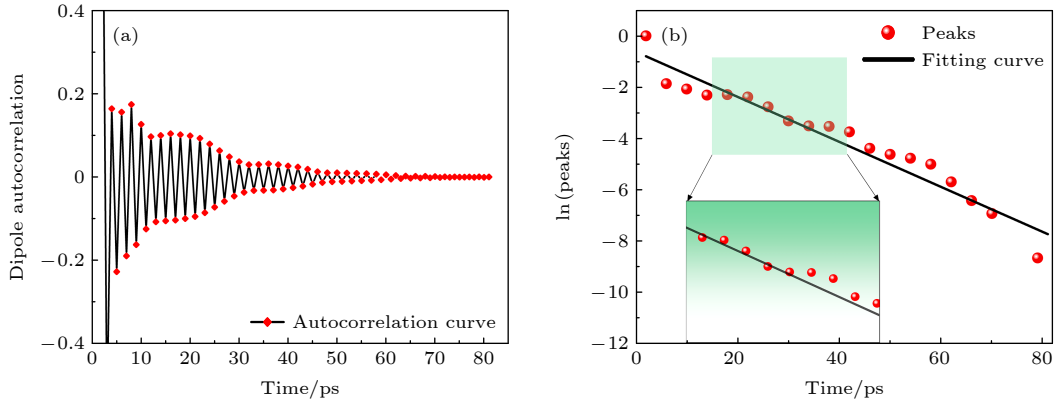 (a)
0.4
0.2
0
−0.2
−0.4
Dipole autocorrelation
Autocorrelation curve
0 10 20 30 40 50 60 70 80
Time/ps
(b)
Peaks
Fitting curve
0
−2
−4
−6
−8
−10
−12
ln (peaks)
0 20 40 60 80
Time/ps